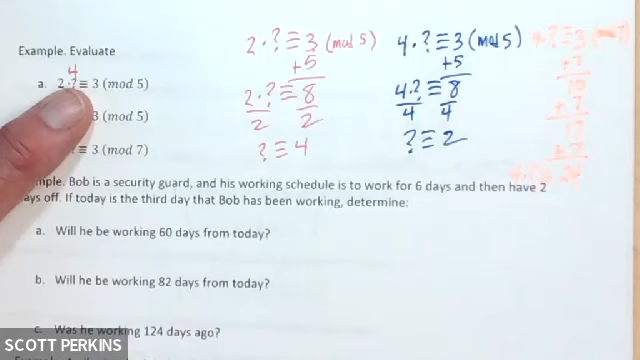 Example. Evaluate
4
a. 2 · ? ≡ 3 (mod 5)
3 (mod 5)
≡ 3 (mod 7)
2 · ? ≡ 3 (mod 5)
+5
2 · ? ≡ 8
2 2
? ≡ 4
4 · ? ≡ 3 (mod 5)
+5
4 · ? ≡ 8
4 4
? ≡ 2
4 · ? ≡ 3 (mod 7)
+ 7
10
+ 7
17
+ 7
4 · ? ≡ 24
mple. Bob is a security guard, and his working schedule is to work for 6 days and then have 2
ays off. If today is the third day that Bob has been working, determine:
a. Will he be working 60 days from today?
b. Will he be working 82 days from today?
c. Was he working 124 days ago?
SCOTT PERKINS